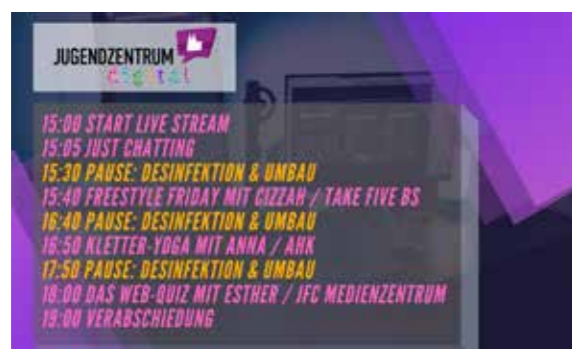 JUGENDZENTRUM
digital
15:00 START LIVE STREAM
15:05 JUST CHATTING
15:30 PAUSE: DESINFEKTION & UMBAU
15:40 FREESTYLE FRIDAY MIT CIZZAH / TAKE FIVE BS
16:40 PAUSE: DESINFEKTION & UMBAU
16:50 KLETTER-YOGA MIT ANNA / AHK
17:50 PAUSE: DESINFEKTION & UMBAU
18:00 DAS WEB-QUIZ MIT ESTHER / JFC MEDIENZENTRUM
19:00 VERABSCHIEDUNG